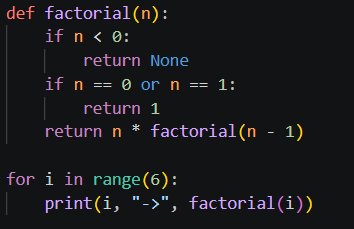 def factorial(n):
    if n < 0:
        return None
    if n == 0 or n == 1:
        return 1
    return n * factorial(n - 1)

for i in range(6):
    print(i, "->", factorial(i))